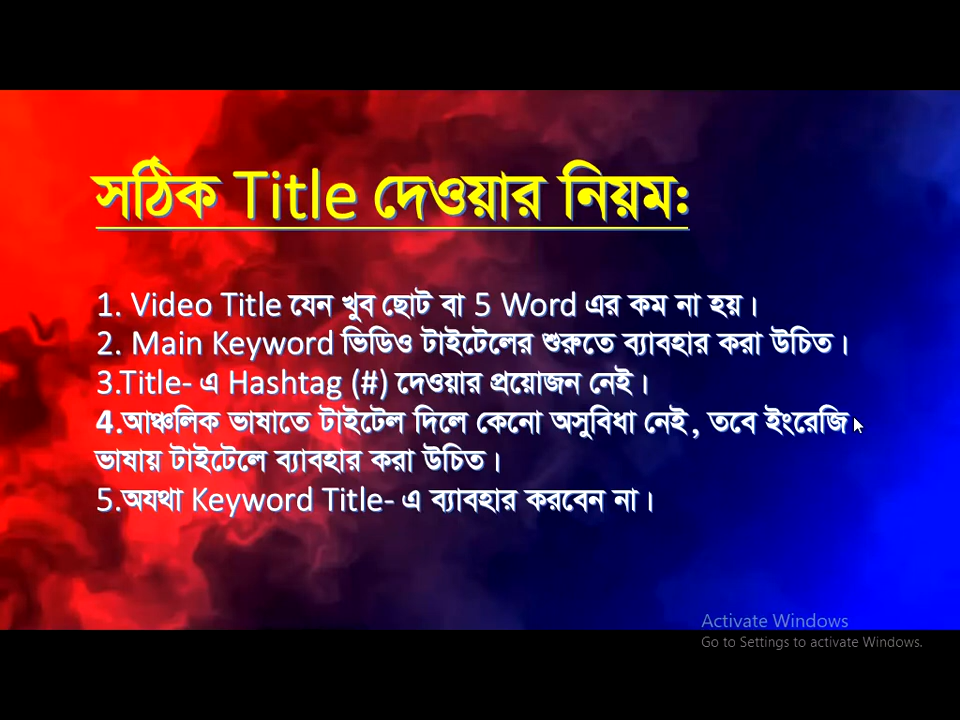 সঠিক Title দেওয়ার নিয়মঃ
1. Video Title যেন খুব ছোট বা 5 Word এর কম না হয়।
2. Main Keyword ভিডিও টাইটেলের শুরুতে ব্যাবহার করা উচিত।
3.Title- এ Hashtag (#) দেওয়ার প্রয়োজন নেই।
4.আঞ্চলিক ভাষাতে টাইটেল দিলে কেনো অসুবিধা নেই, তবে ইংরেজি
ভাষায় টাইটেলে ব্যাবহার করা উচিত।
5.অযথা Keyword Title- এ ব্যাবহার করবেন না।
Activate Windows
Go to Settings to activate Windows.